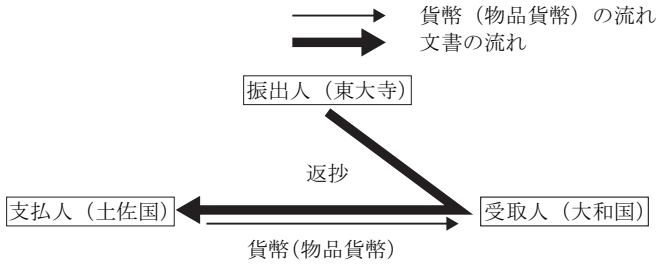 貨幣（物品貨幣）の流れ
文書の流れ
振出人（東大寺）
返抄
支払人（土佐国）
受取人（大和国）
貨幣(物品貨幣)